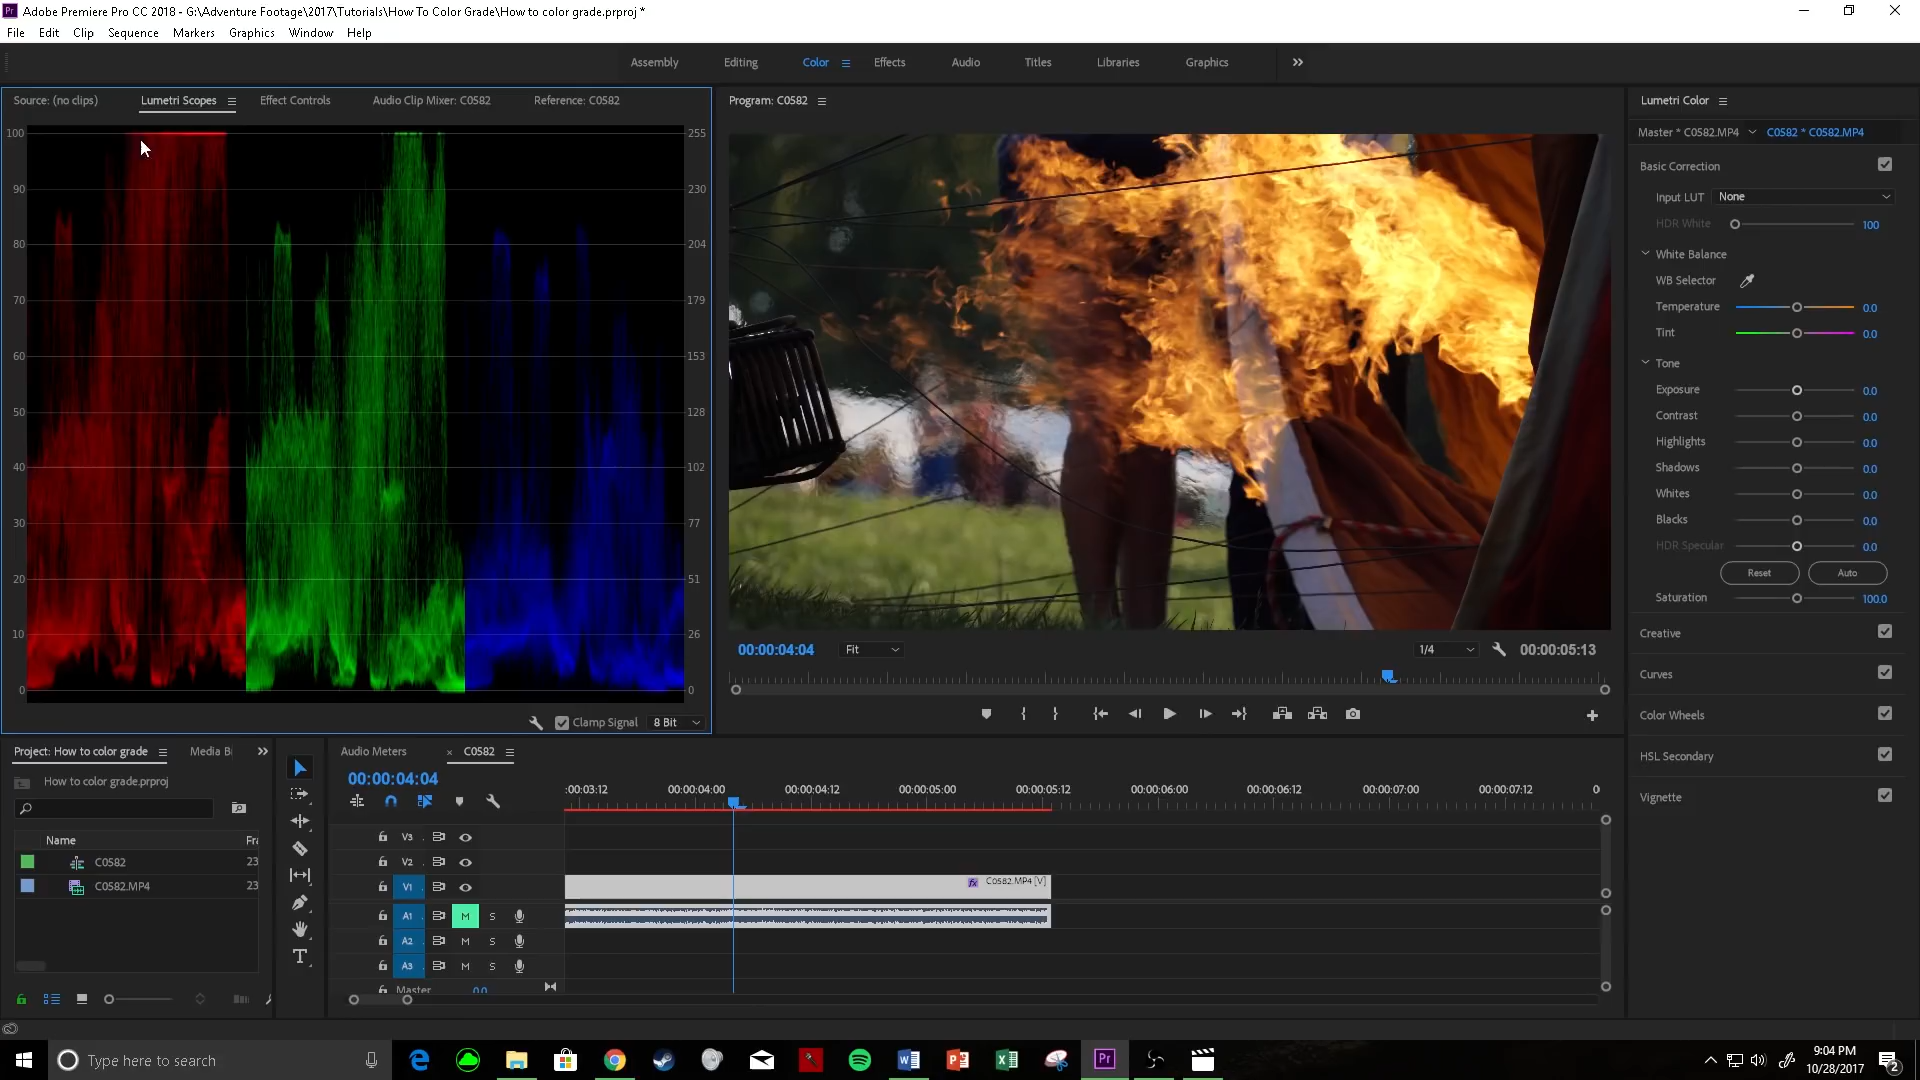 Adobe Premiere Pro CC 2018 - G:\Adventure Footage\2017\Tutorials\How To Color Grade\How to color grade.prproj *
File Edit Clip Sequence Markers Graphics Window Help
Assembly Editing Color Effects Audio Titles Libraries Graphics
Source: (no clips) Lumetri Scopes Effect Controls Audio Clip Mixer: C0582 Reference: C0582
100 255
90 230
80 204
70 179
60 153
50 128
40 102
30 77
20 51
10 26
0 0
Clamp Signal 8 Bit
Program: C0582
00:00:04:04 Fit 1/4 00:00:05:13
Lumetri Color
Master * C0582.MP4 C0582 * C0582.MP4
Basic Correction
Input LUT None
HDR White 100
White Balance
WB Selector
Temperature 0.0
Tint 0.0
Tone
Exposure 0.0
Contrast 0.0
Highlights 0.0
Shadows 0.0
Whites 0.0
Blacks 0.0
HDR Specular 0.0
Reset Auto
Saturation 100.0
Creative
Curves
Color Wheels
HSL Secondary
Vignette
Project: How to color grade Media B
How to color grade.prproj
Name Fra
C0582 23
C0582.MP4 23
Audio Meters × C0582
00:00:04:04
:00:03:12 00:00:04:00 00:00:04:12 00:00:05:00 00:00:05:12 00:00:06:00 00:00:06:12 00:00:07:00 00:00:07:12 0
V3
V2
V1 fx C0582.MP4 [V]
A1 M S
A2 M S
A3 M S
Master 0.0
Type here to search
9:04 PM
10/28/2017
2